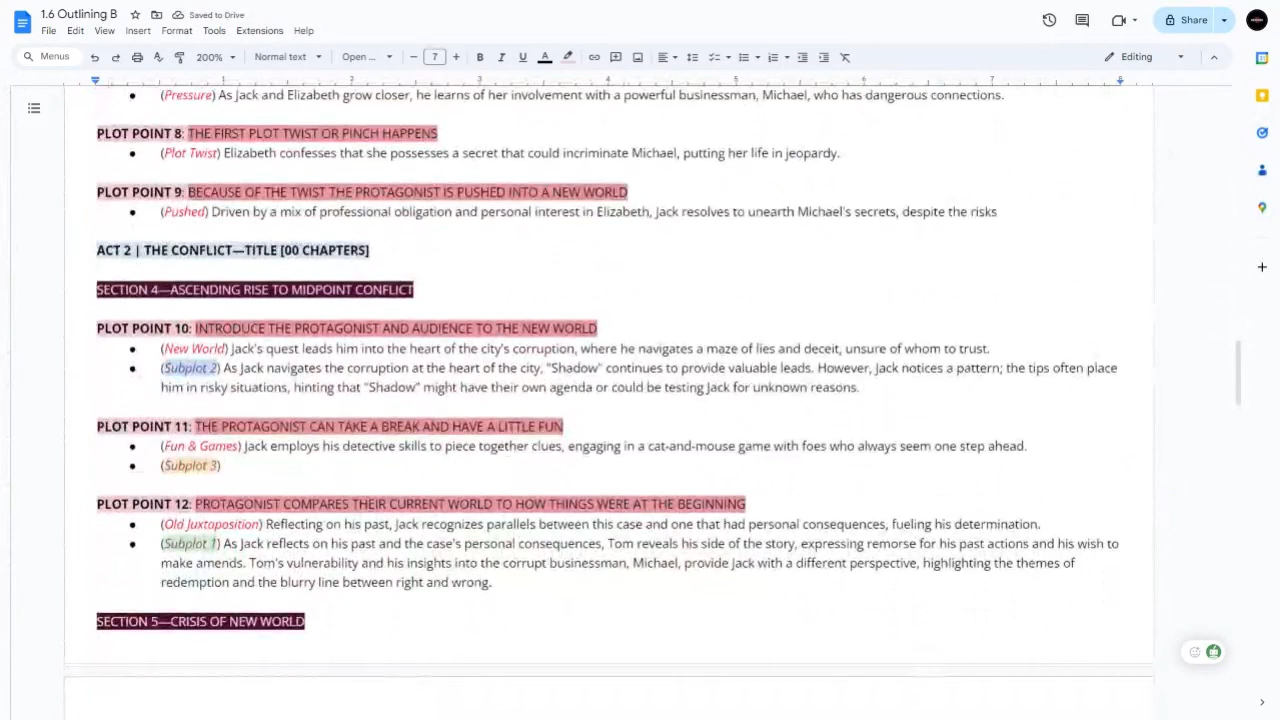 1.6 Outlining B
Saved to Drive
File Edit View Insert Format Tools Extensions Help
Share
Menus
200%
Normal text
Open ...
7
B I U A
Editing
1 2 3 4 5 6 7
(Pressure) As Jack and Elizabeth grow closer, he learns of her involvement with a powerful businessman, Michael, who has dangerous connections.
PLOT POINT 8: THE FIRST PLOT TWIST OR PINCH HAPPENS
(Plot Twist) Elizabeth confesses that she possesses a secret that could incriminate Michael, putting her life in jeopardy.
PLOT POINT 9: BECAUSE OF THE TWIST THE PROTAGONIST IS PUSHED INTO A NEW WORLD
(Pushed) Driven by a mix of professional obligation and personal interest in Elizabeth, Jack resolves to unearth Michael's secrets, despite the risks
ACT 2 | THE CONFLICT—TITLE [00 CHAPTERS]
SECTION 4—ASCENDING RISE TO MIDPOINT CONFLICT
PLOT POINT 10: INTRODUCE THE PROTAGONIST AND AUDIENCE TO THE NEW WORLD
(New World) Jack's quest leads him into the heart of the city's corruption, where he navigates a maze of lies and deceit, unsure of whom to trust.
(Subplot 2) As Jack navigates the corruption at the heart of the city, "Shadow" continues to provide valuable leads. However, Jack notices a pattern; the tips often place
him in risky situations, hinting that "Shadow" might have their own agenda or could be testing Jack for unknown reasons.
PLOT POINT 11: THE PROTAGONIST CAN TAKE A BREAK AND HAVE A LITTLE FUN
(Fun & Games) Jack employs his detective skills to piece together clues, engaging in a cat-and-mouse game with foes who always seem one step ahead.
(Subplot 3)
PLOT POINT 12: PROTAGONIST COMPARES THEIR CURRENT WORLD TO HOW THINGS WERE AT THE BEGINNING
(Old Juxtaposition) Reflecting on his past, Jack recognizes parallels between this case and one that had personal consequences, fueling his determination.
(Subplot 1) As Jack reflects on his past and the case's personal consequences, Tom reveals his side of the story, expressing remorse for his past actions and his wish to
make amends. Tom's vulnerability and his insights into the corrupt businessman, Michael, provide Jack with a different perspective, highlighting the themes of
redemption and the blurry line between right and wrong.
SECTION 5—CRISIS OF NEW WORLD